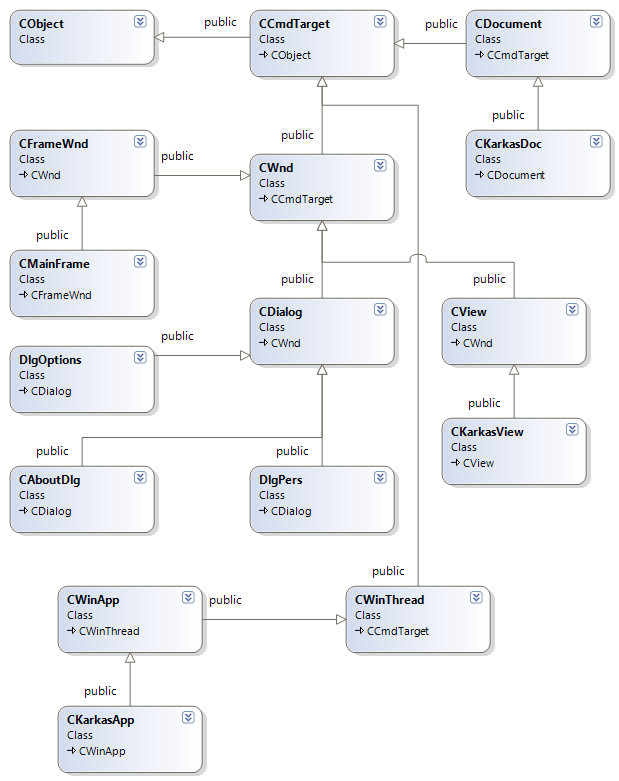 CObject
Class
public
CCmdTarget
Class
CObject
public
CDocument
Class
CCmdTarget
public
public
CFrameWnd
Class
CWnd
public
CWnd
Class
CCmdTarget
CKarkasDoc
Class
CDocument
public
CMainFrame
Class
CFrameWnd
public
public
CDialog
Class
CWnd
CView
Class
CWnd
public
DlgOptions
Class
CDialog
public
CKarkasView
Class
CView
public
public
CAboutDlg
Class
CDialog
DlgPers
Class
CDialog
public
CWinApp
Class
CWinThread
public
CWinThread
Class
CCmdTarget
public
CKarkasApp
Class
CWinApp